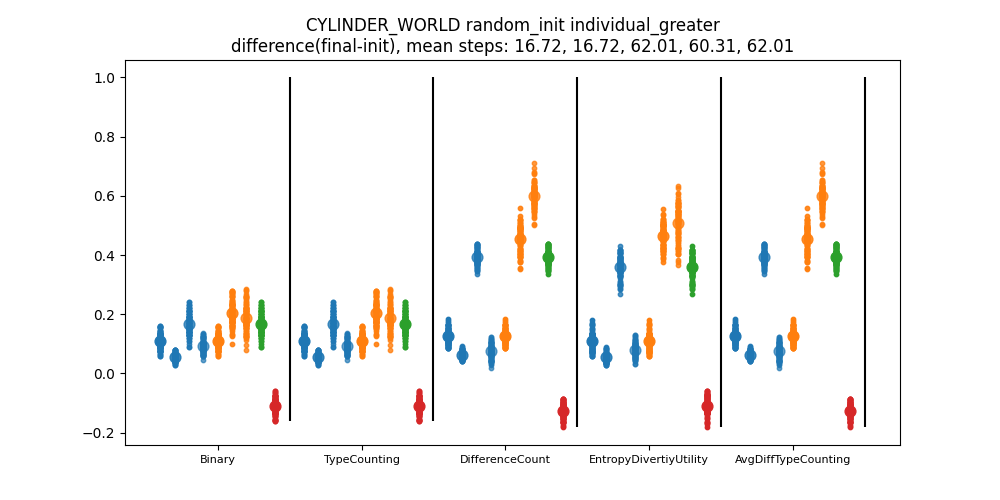 CYLINDER_WORLD random_init individual_greater
difference(final-init), mean steps: 16.72, 16.72, 62.01, 60.31, 62.01
1.0
0.8
0.6
0.4
0.2
0.0
−0.2
Binary
TypeCounting
DifferenceCount
EntropyDivertiyUtility
AvgDiffTypeCounting